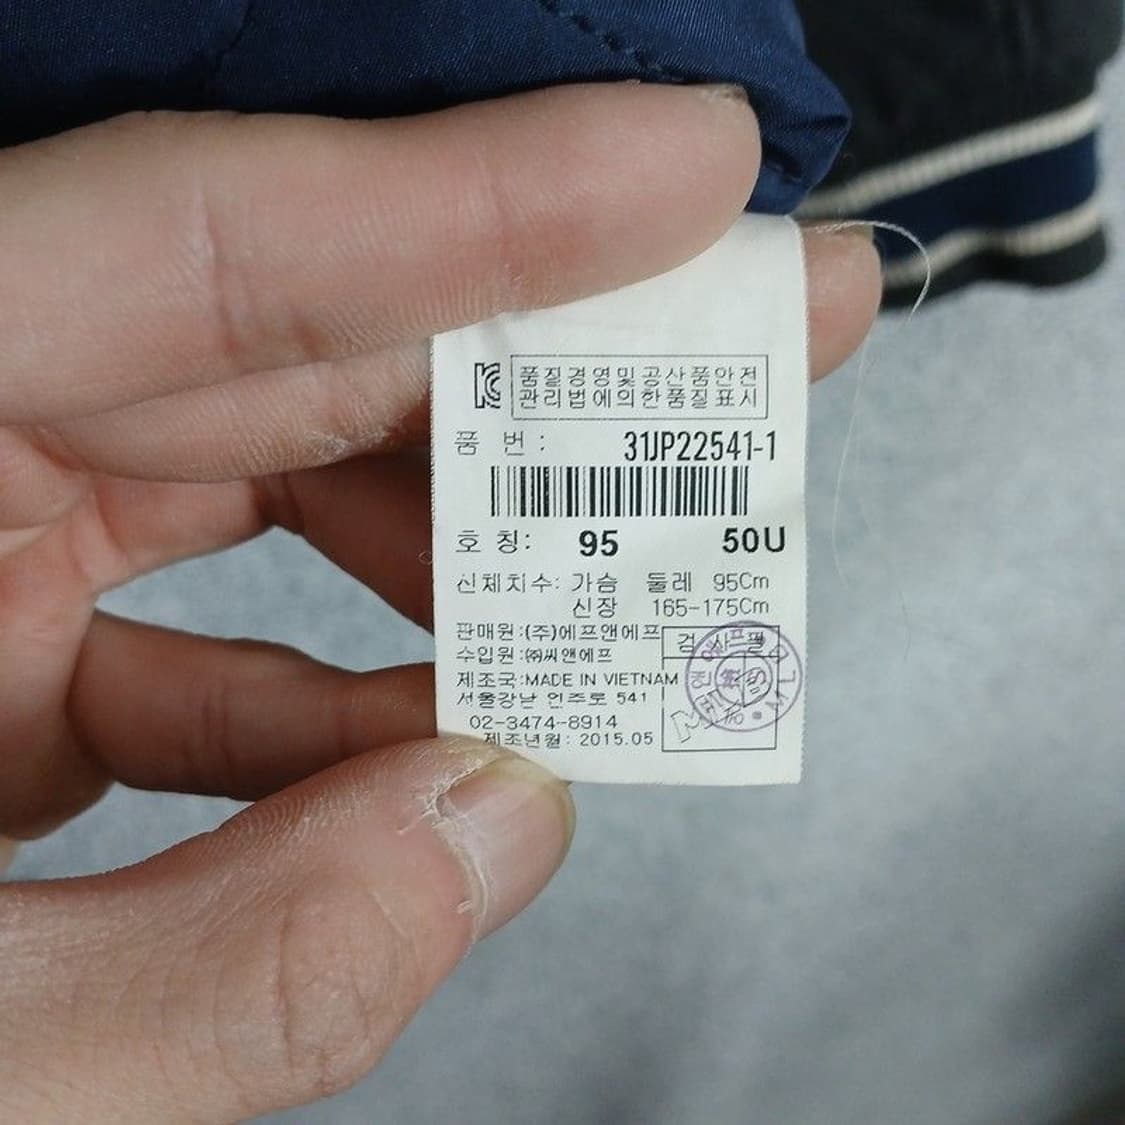 품질경영및공산품안전
관리법에의한품질표시
품 번 : 31JP22541-1
호 칭: 95 50U
신체치수: 가슴 둘레 95Cm
신장 165-175Cm
판매원:(주)에프앤에프
수입원:㈜씨앤에프
제조국:MADE IN VIETNAM
서울강남 언주로 541
02-3474-8914
제조년월: 2015.05
검사필
MLB